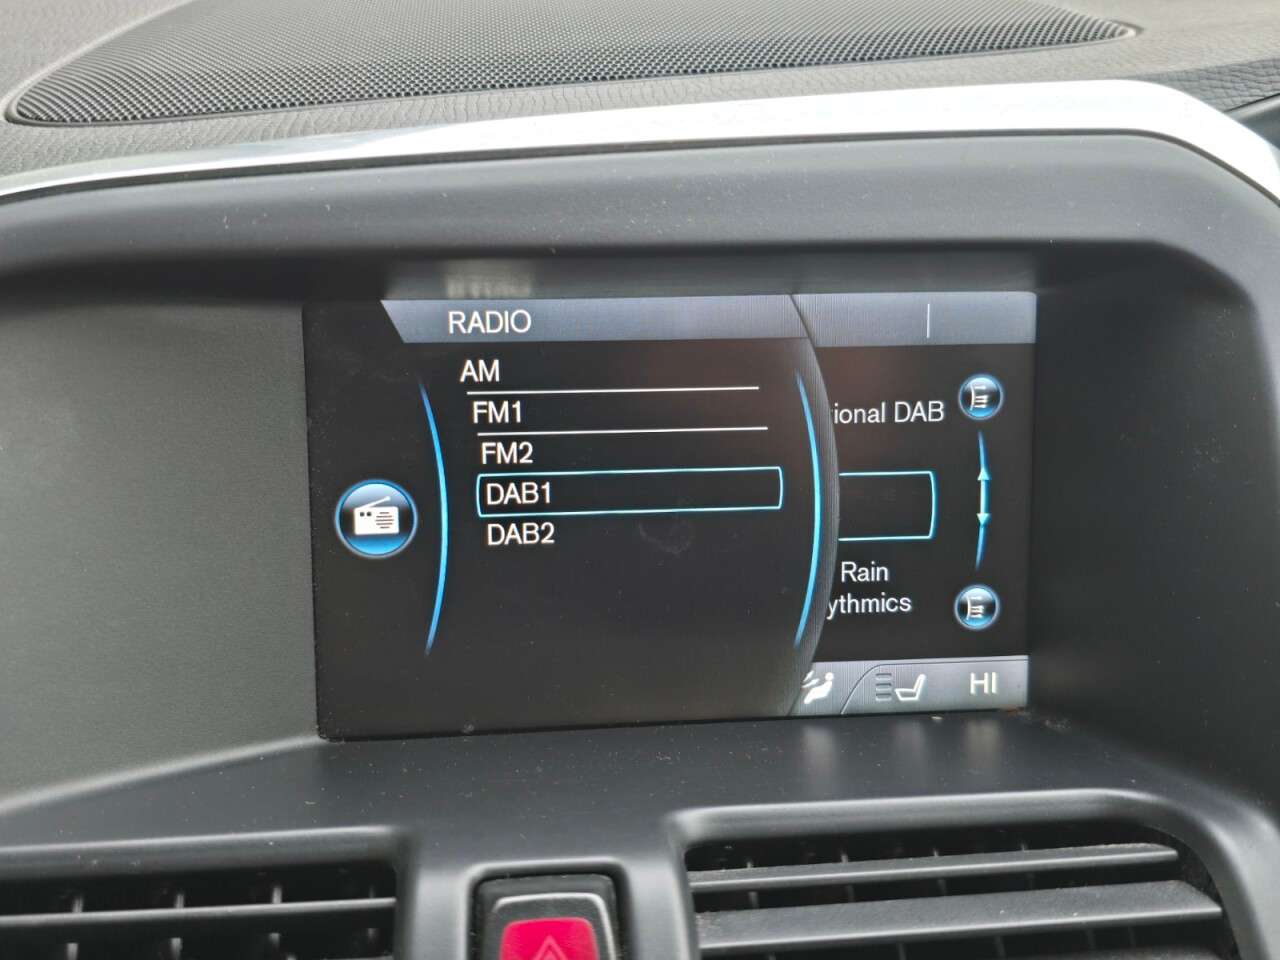 RADIO
AM
FM1
FM2
DAB1
DAB2
ional DAB
Rain
ythmics
HI